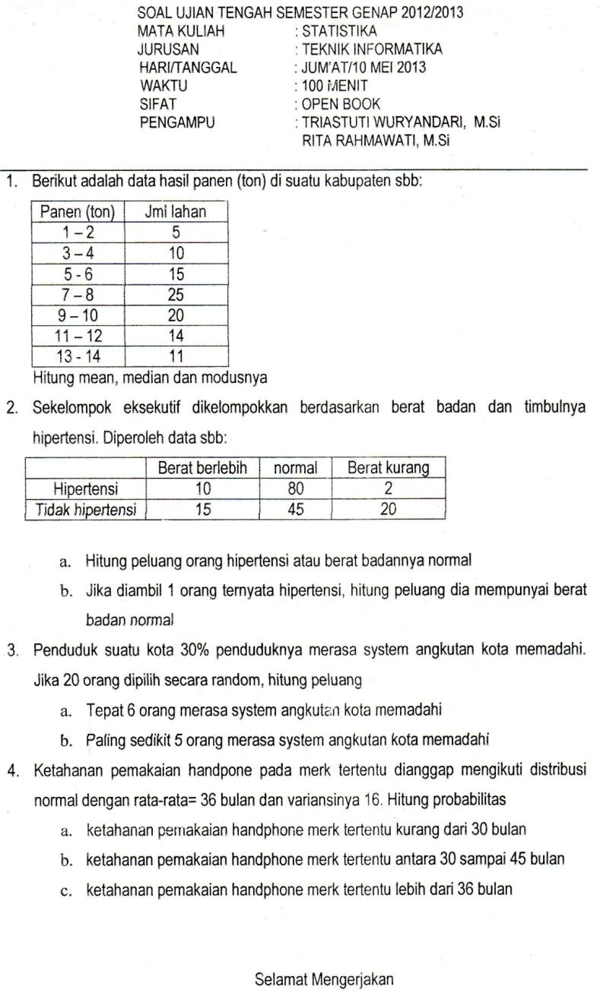 SOAL UJIAN TENGAH SEMESTER GENAP 2012/2013
MATA KULIAH : STATISTIKA
JURUSAN : TEKNIK INFORMATIKA
HARI/TANGGAL : JUM'AT/10 MEI 2013
WAKTU : 100 MENIT
SIFAT : OPEN BOOK
PENGAMPU : TRIASTUTI WURYANDARI, M.Si
RITA RAHMAWATI, M.Si
1. Berikut adalah data hasil panen (ton) di suatu kabupaten sbb:
Panen (ton) Jml lahan
1 – 2 5
3 – 4 10
5 - 6 15
7 – 8 25
9 – 10 20
11 – 12 14
13 - 14 11
Hitung mean, median dan modusnya
2. Sekelompok eksekutif dikelompokkan berdasarkan berat badan dan timbulnya
hipertensi. Diperoleh data sbb:
Berat berlebih normal Berat kurang
Hipertensi 10 80 2
Tidak hipertensi 15 45 20
a. Hitung peluang orang hipertensi atau berat badannya normal
b. Jika diambil 1 orang ternyata hipertensi, hitung peluang dia mempunyai berat
badan normal
3. Penduduk suatu kota 30% penduduknya merasa system angkutan kota memadahi.
Jika 20 orang dipilih secara random, hitung peluang
a. Tepat 6 orang merasa system angkutan kota memadahi
b. Paling sedikit 5 orang merasa system angkutan kota memadahi
4. Ketahanan pemakaian handpone pada merk tertentu dianggap mengikuti distribusi
normal dengan rata-rata= 36 bulan dan variansinya 16. Hitung probabilitas
a. ketahanan pemakaian handphone merk tertentu kurang dari 30 bulan
b. ketahanan pemakaian handphone merk tertentu antara 30 sampai 45 bulan
c. ketahanan pemakaian handphone merk tertentu lebih dari 36 bulan
Selamat Mengerjakan